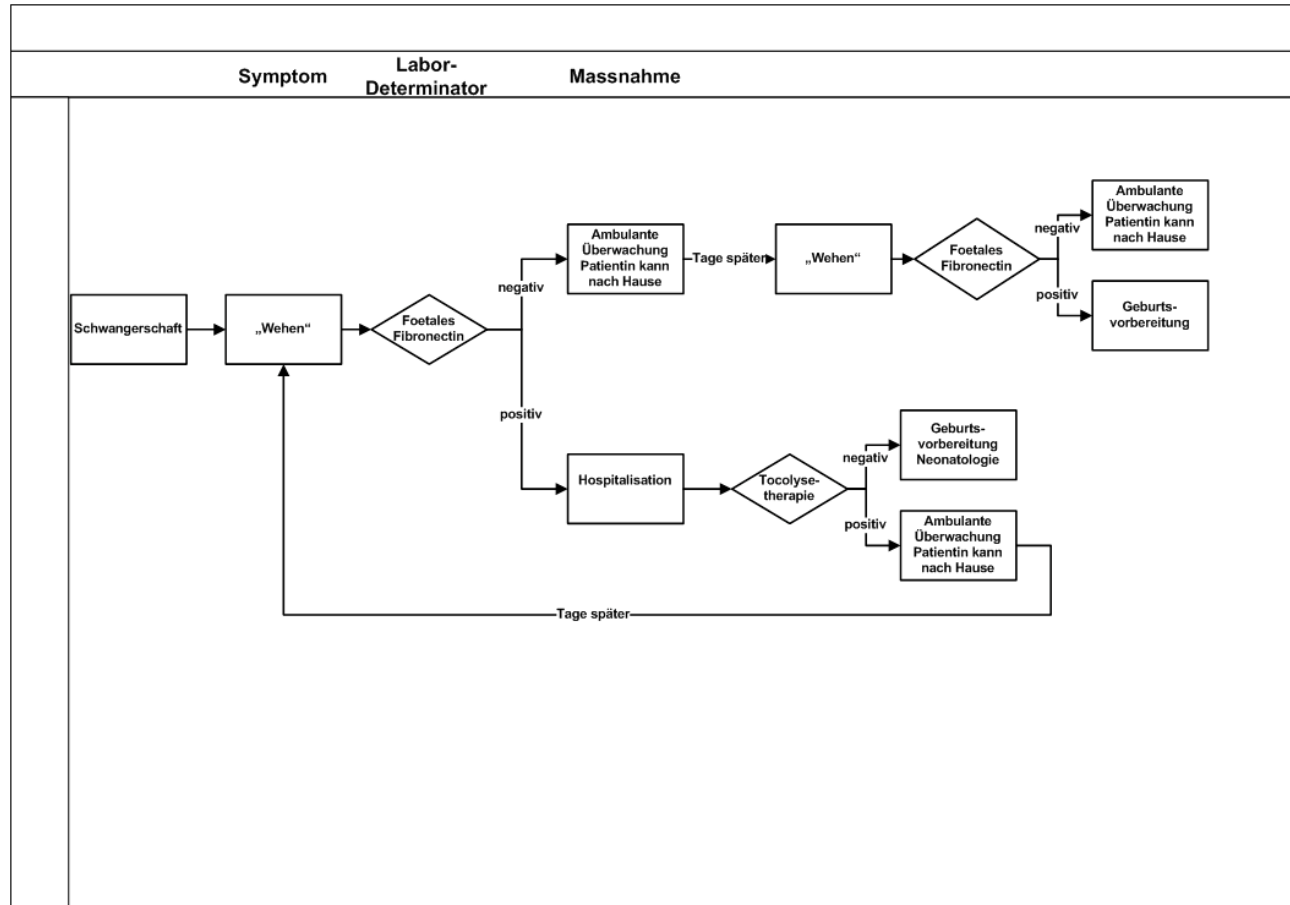 Symptom
Labor-
Determinator
Massnahme
Schwangerschaft
„Wehen“
Foetales
Fibronectin
negativ
positiv
Ambulante
Überwachung
Patientin kann
nach Hause
Tage später
„Wehen“
Foetales
Fibronectin
negativ
positiv
Ambulante
Überwachung
Patientin kann
nach Hause
Geburts-
vorbereitung
Hospitalisation
Tocolyse-
therapie
negativ
positiv
Geburts-
vorbereitung
Neonatologie
Ambulante
Überwachung
Patientin kann
nach Hause
Tage später